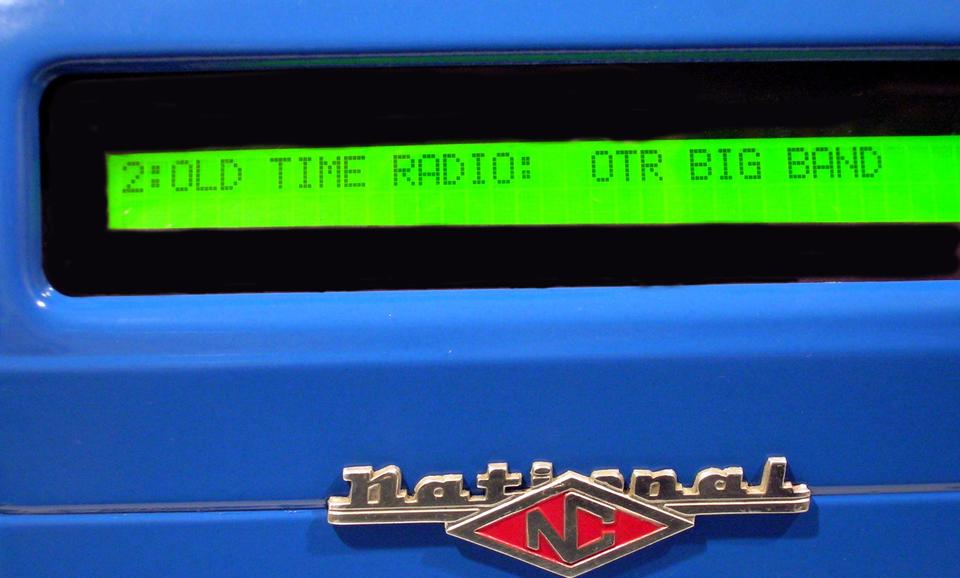 2:OLD TIME RADIO: OTR BIG BAND
national
NC